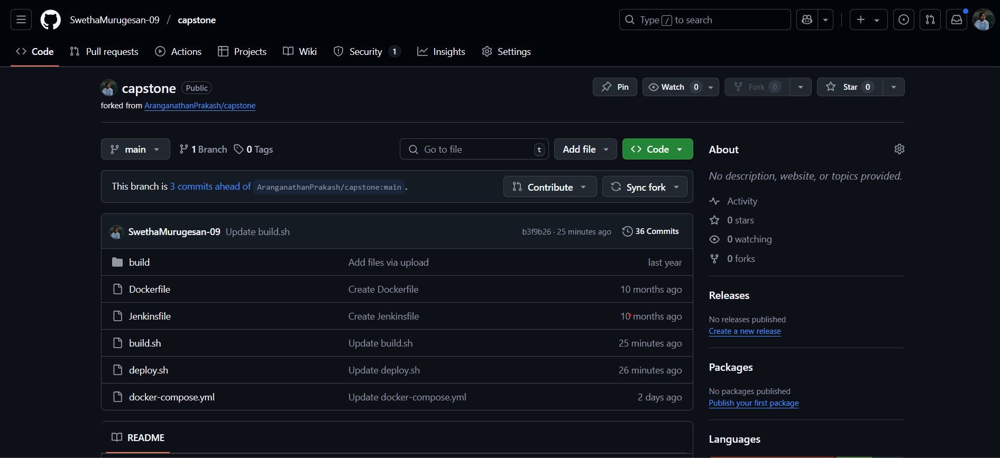 SwethaMurugesan-09 / capstone
Type / to search
Code Pull requests Actions Projects Wiki Security 1 Insights Settings
capstone Public
Pin Watch 0 Fork 0 Star 0
forked from AranganathanPrakash/capstone
main 1 Branch 0 Tags Go to file t Add file Code
This branch is 3 commits ahead of AranganathanPrakash/capstone:main .
Contribute Sync fork
SwethaMurugesan-09 Update build.sh b3f9b26 · 25 minutes ago 36 Commits
build Add files via upload last year
Dockerfile Create Dockerfile 10 months ago
Jenkinsfile Create Jenkinsfile 10 months ago
build.sh Update build.sh 25 minutes ago
deploy.sh Update deploy.sh 26 minutes ago
docker-compose.yml Update docker-compose.yml 2 days ago
README
About
No description, website, or topics provided.
Activity
0 stars
0 watching
0 forks
Releases
No releases published
Create a new release
Packages
No packages published
Publish your first package
Languages